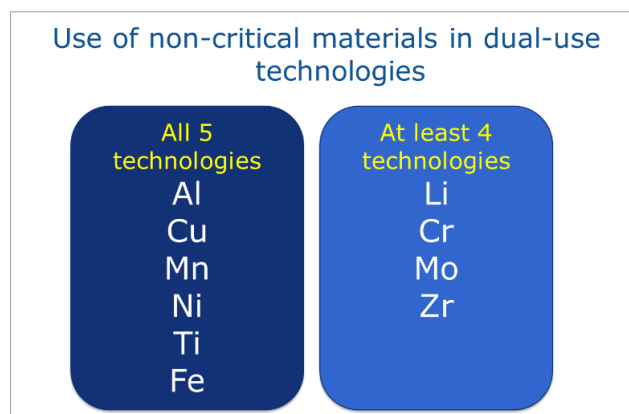 Use of non-critical materials in dual-use
technologies
All 5
technologies
Al
Cu
Mn
Ni
Ti
Fe
At least 4
technologies
Li
Cr
Mo
Zr